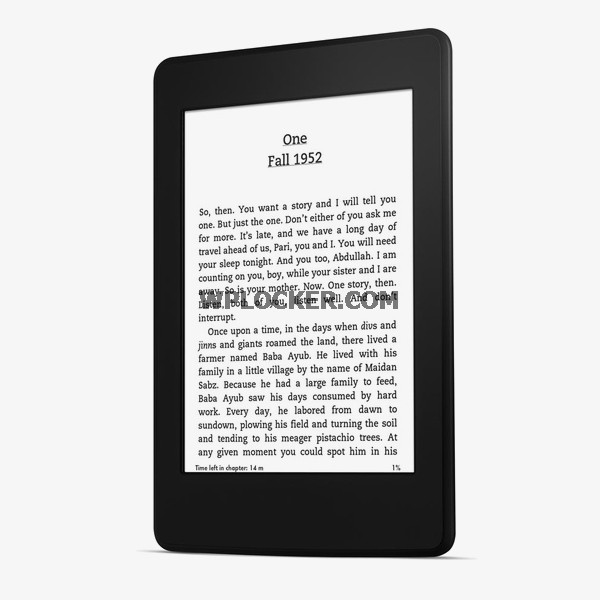 One
Fall 1952
So, then. You want a story and I will tell you
one. But just the one. Don't either of you ask me
for more. It's late, and we have a long day of
travel ahead of us, Pari, you and I. You will need
your sleep tonight. And you too, Abdullah. I am
counting on you, boy, while your sister and I are
away. So is your mother. Now. One story, then.
WPLOCKER.COM
Listen, both of you, listen well. And don't
interrupt.
Once upon a time, in the days when divs and
jinns and giants roamed the land, there lived a
farmer named Baba Ayub. He lived with his
family in a little village by the name of Maidan
Sabz. Because he had a large family to feed,
Baba Ayub saw his days consumed by hard
work. Every day, he labored from dawn to
sundown, plowing his field and turning the soil
and tending to his meager pistachio trees. At
any given moment you could spot him in his
Time left in chapter: 14 m 1%